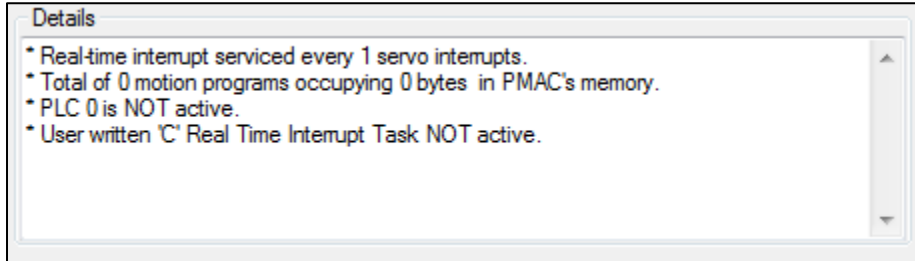 Details
* Real-time interrupt serviced every 1 servo interrupts.
* Total of 0 motion programs occupying 0 bytes  in PMAC's memory.
* PLC 0 is NOT active.
* User written 'C' Real Time Interrupt Task NOT active.